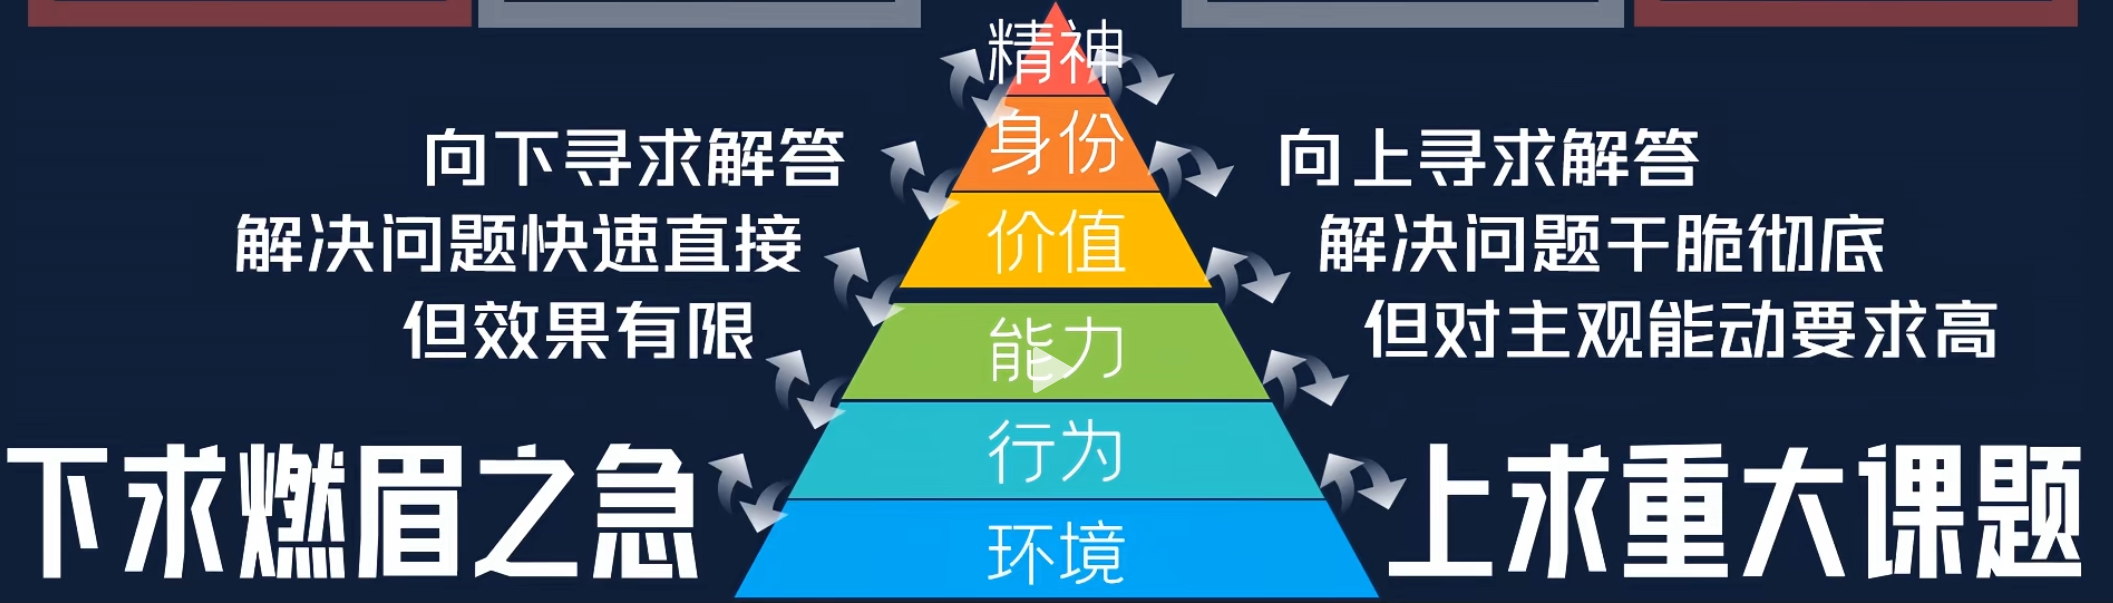 精神
身份
价值
能力
行为
环境
向下寻求解答
解决问题快速直接
但效果有限
下求燃眉之急
向上寻求解答
解决问题干脆彻底
但对主观能动要求高
上求重大课题